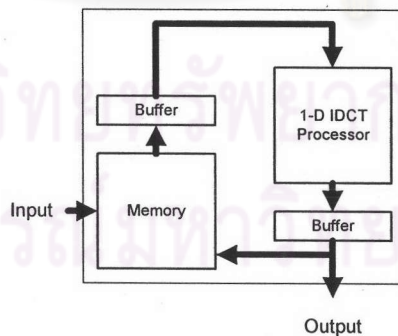 Buffer
1-D IDCT
Processor
Input
Memory
Buffer
Output